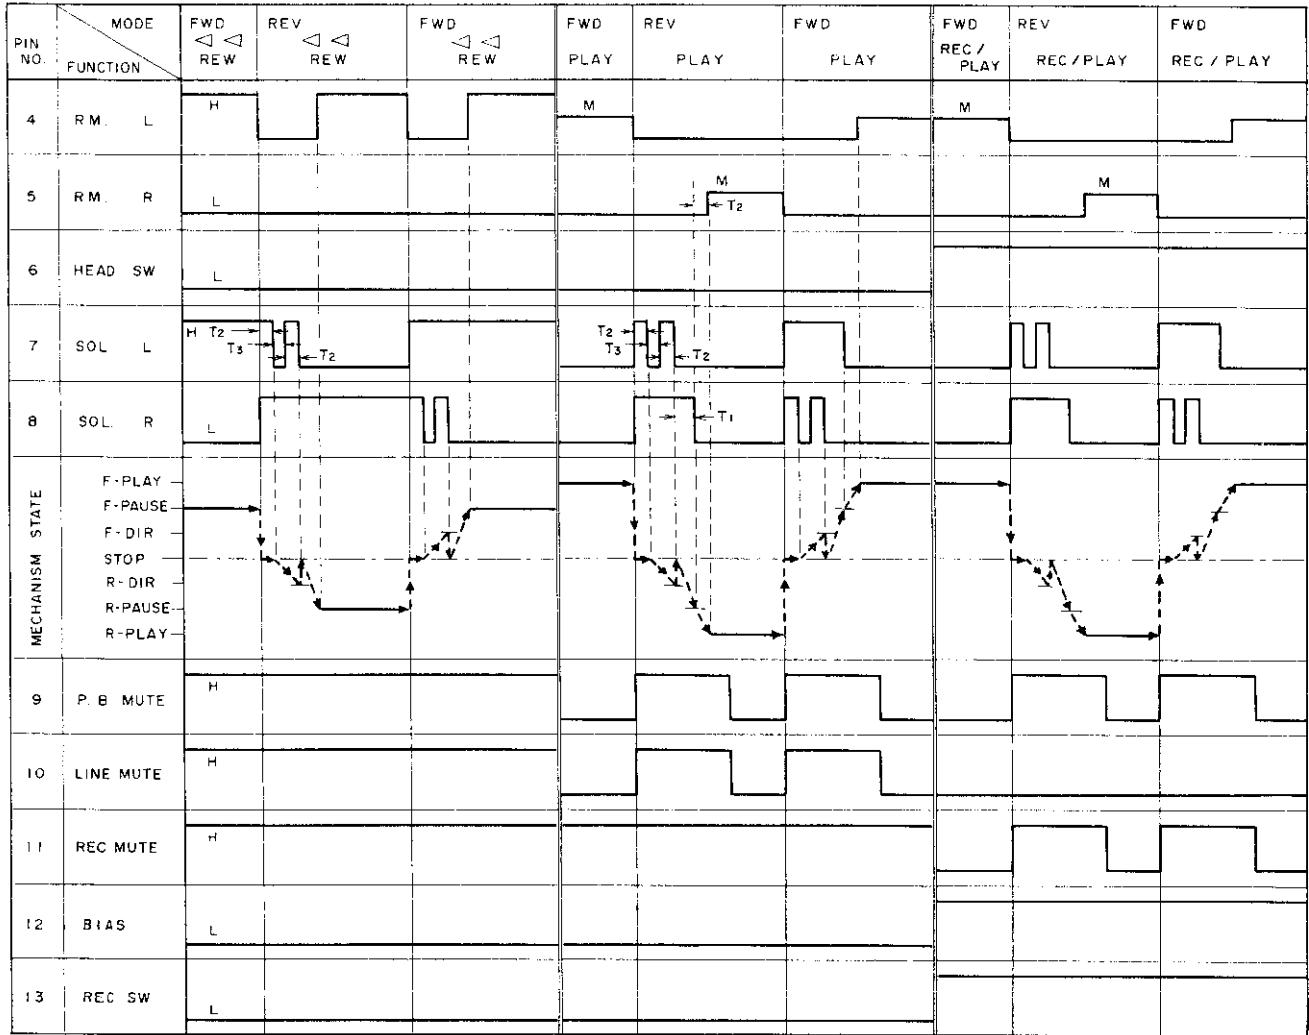 MODE
PIN NO.
FUNCTION
FWD REW
REV REW
FWD REW
FWD PLAY
REV PLAY
FWD PLAY
FWD REC / PLAY
REV REC / PLAY
FWD REC / PLAY
4 RM. L H M M
5 RM. R L M T2 M
6 HEAD SW L
7 SOL L H T2 T3 T2 T2 T3 T2
8 SOL. R L T1
MECHANISM STATE
F-PLAY
F-PAUSE
F-DIR
STOP
R-DIR
R-PAUSE
R-PLAY
9 P. B MUTE H
10 LINE MUTE H
11 REC MUTE H
12 BIAS L
13 REC SW L